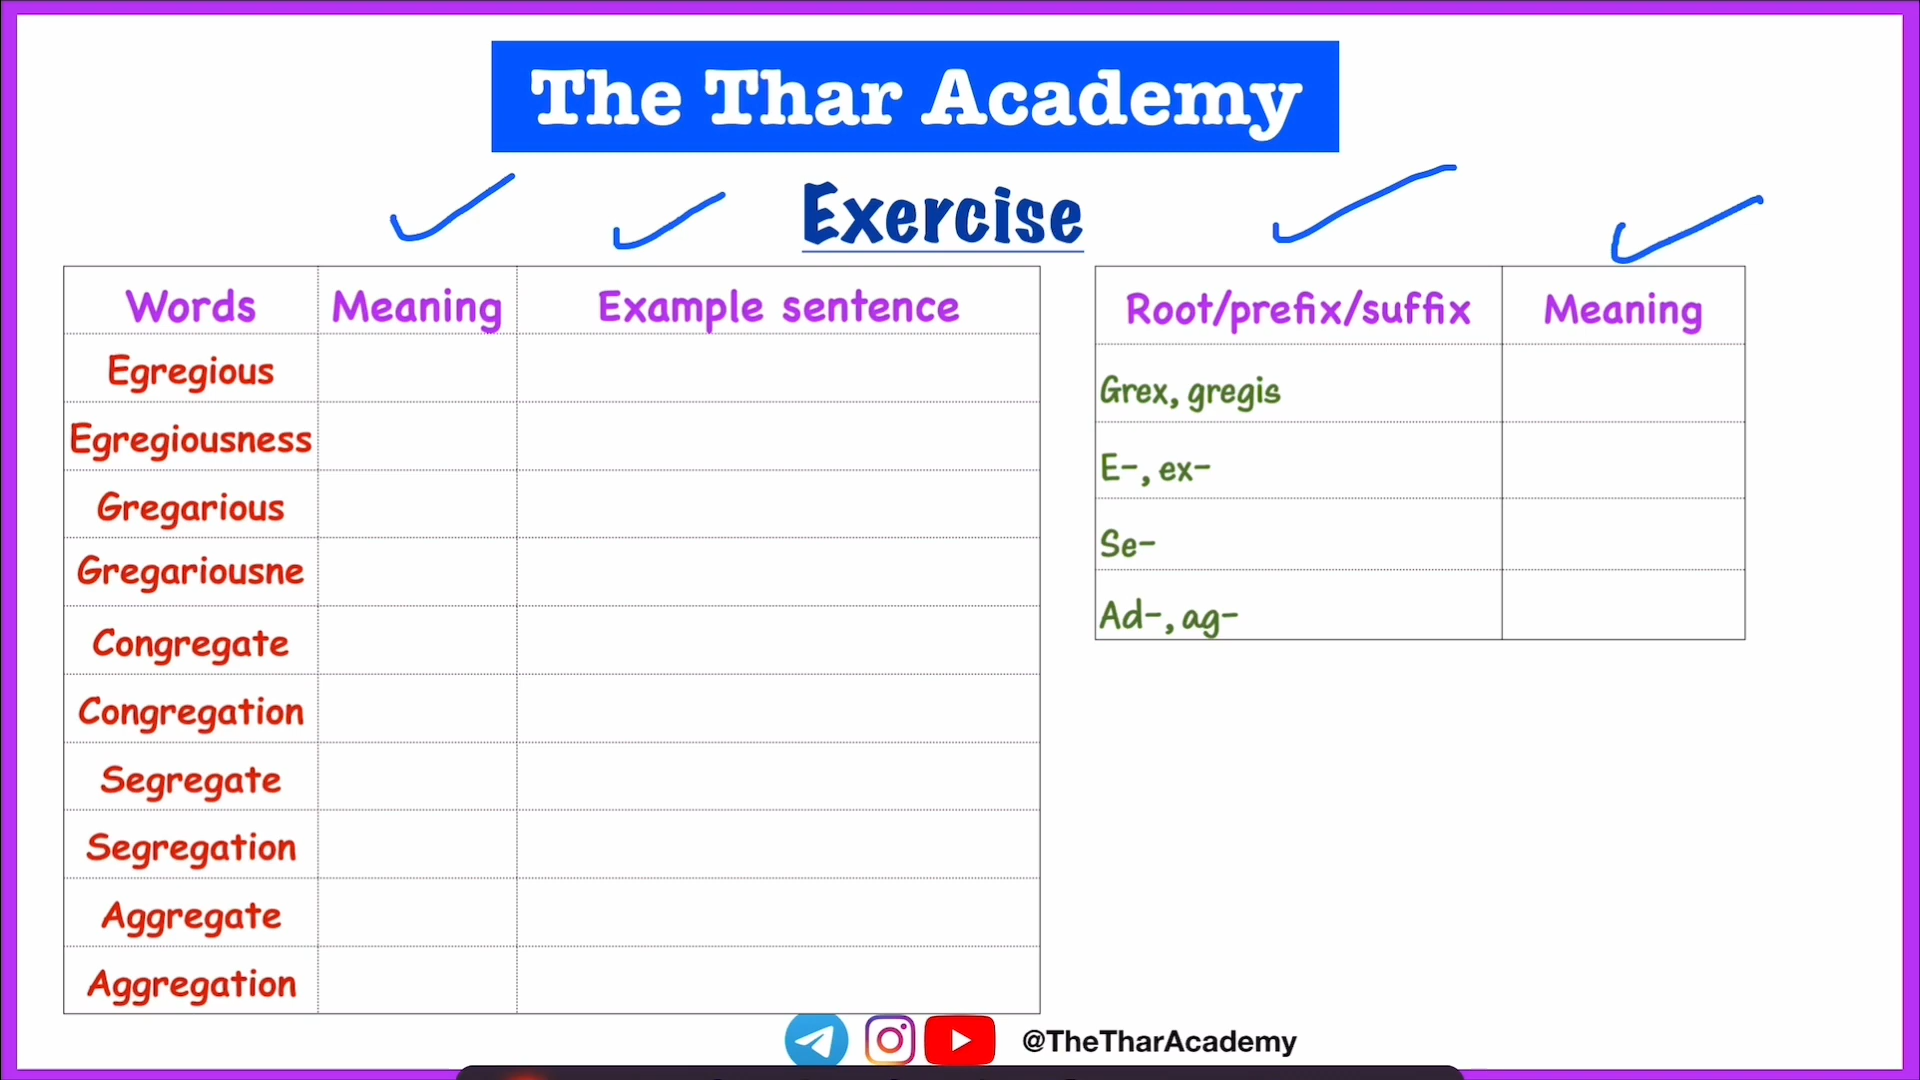 The Thar Academy
Exercise
Words Meaning Example sentence
Egregious
Egregiousness
Gregarious
Gregariousne
Congregate
Congregation
Segregate
Segregation
Aggregate
Aggregation
Root/prefix/suffix Meaning
Grex, gregis
E-, ex-
Se-
Ad-, ag-
@TheTharAcademy